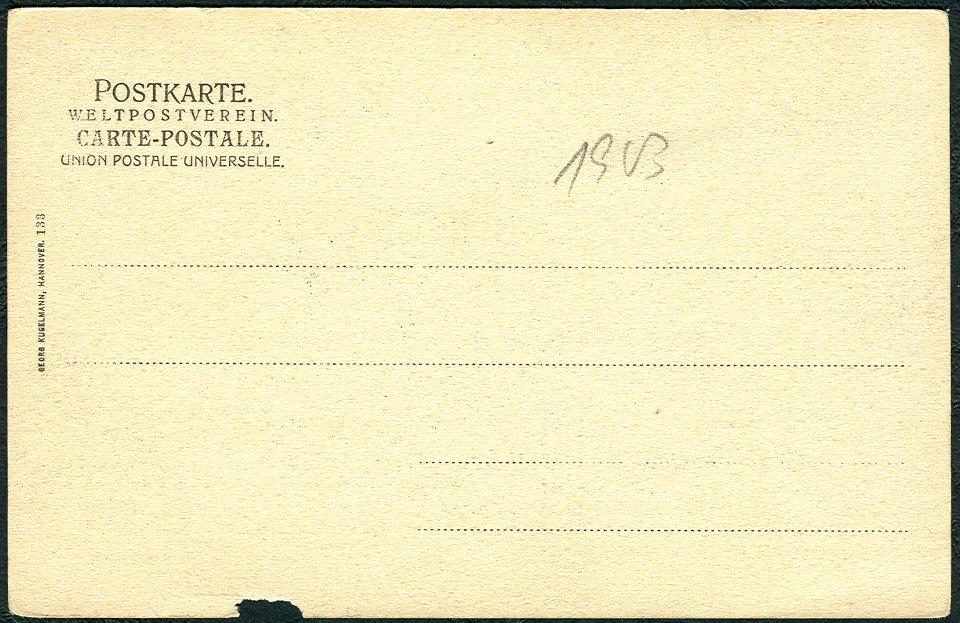 POSTKARTE.
WELTPOSTVEREIN.
CARTE-POSTALE.
UNION POSTALE UNIVERSELLE.
1903
GEORG KUGELMANN, HANNOVER. 133